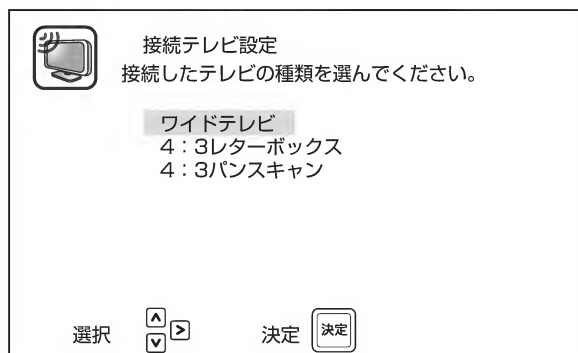 接続テレビ設定
接続したテレビの種類を選んでください。
ワイドテレビ
4：3レターボックス
4：3パンスキャン
選択 決定 決定